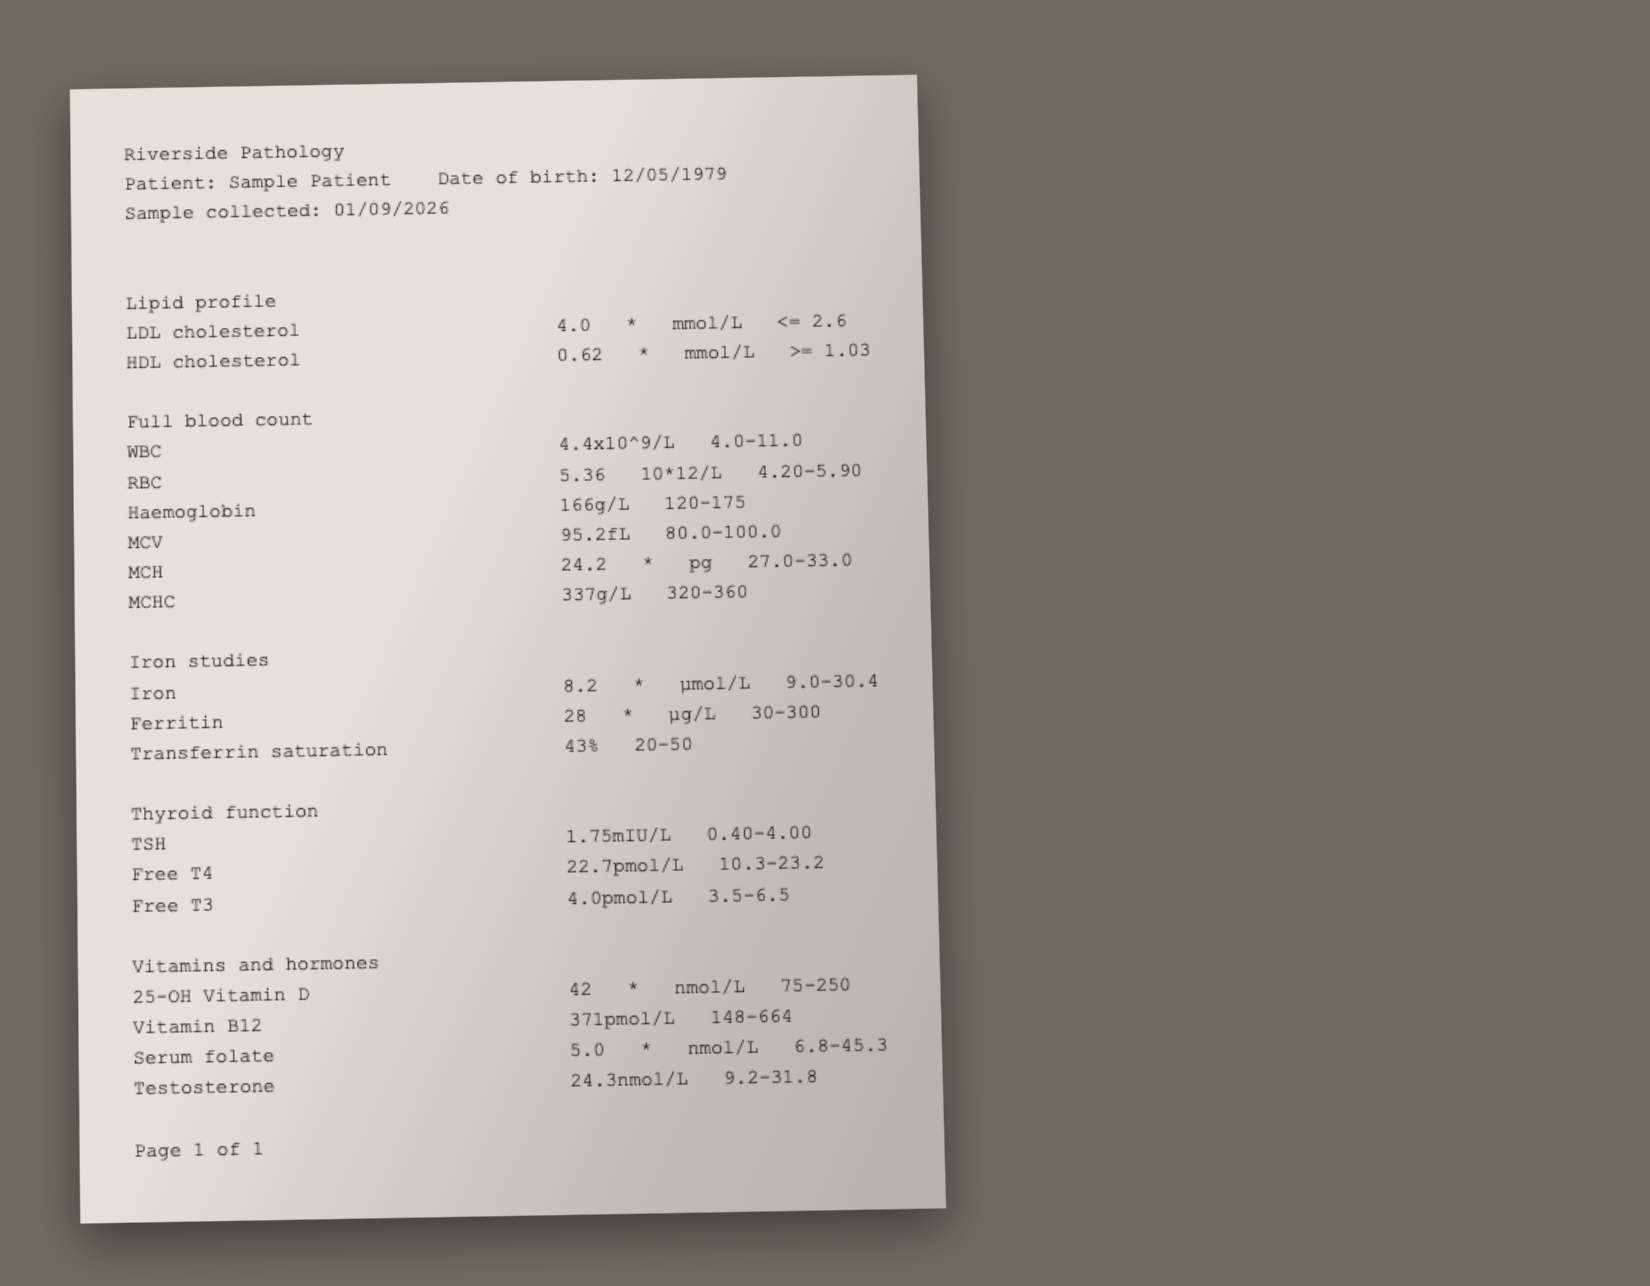 Riverside Pathology
Patient: Sample Patient    Date of birth: 12/05/1979
Sample collected: 01/09/2026
Lipid profile
LDL cholesterol    4.0   *   mmol/L   <= 2.6
HDL cholesterol    0.62   *   mmol/L   >= 1.03
Full blood count
WBC    4.4x10^9/L   4.0-11.0
RBC    5.36   10*12/L   4.20-5.90
Haemoglobin    166g/L   120-175
MCV    95.2fL   80.0-100.0
MCH    24.2   *   pg   27.0-33.0
MCHC    337g/L   320-360
Iron studies
Iron    8.2   *   µmol/L   9.0-30.4
Ferritin    28   *   µg/L   30-300
Transferrin saturation    43%   20-50
Thyroid function
TSH    1.75mIU/L   0.40-4.00
Free T4    22.7pmol/L   10.3-23.2
Free T3    4.0pmol/L   3.5-6.5
Vitamins and hormones
25-OH Vitamin D    42   *   nmol/L   75-250
Vitamin B12    371pmol/L   148-664
Serum folate    5.0   *   nmol/L   6.8-45.3
Testosterone    24.3nmol/L   9.2-31.8
Page 1 of 1